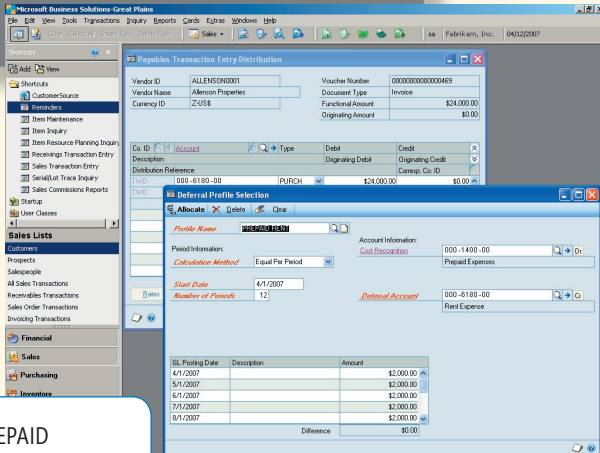 Microsoft Business Solutions-Great Plains
File Edit View Tools Transactions Inquiry Reports Cards Extras Windows Help
Clear Select All Insert Row Delete Row Sales sa Fabrikam, Inc. 04/12/2007
Shortcuts
Add View
Shortcuts
CustomerSource
Reminders
Item Maintenance
Item Inquiry
Item Resource Planning Inquiry
Receivings Transaction Entry
Sales Transaction Entry
Serial/Lot Trace Inquiry
Sales Commissions Reports
Startup
User Classes
Sales Lists
Customers
Prospects
Salespeople
All Sales Transactions
Receivables Transactions
Sales Order Transactions
Invoicing Transactions
Financial
Sales
Purchasing
Inventory
EPAID
Payables Transaction Entry Distribution
Vendor ID ALLENSON0001 Voucher Number 0000000000000469
Vendor Name Allenson Properties Document Type Invoice
Currency ID Z-US$ Functional Amount $24,000.00
Originating Amount $0.00
Co. ID Account Type Debit Credit
Description Originating Debit Originating Credit
Distribution Reference Corresp. Co. ID
TWO 000-6180-00 PURCH $24,000.00 $0.00
TWO
Rates
Deferral Profile Selection
Allocate Delete Clear
Profile Name PREPAID RENT
Account Information:
Period Information: Cost Recognition 000-1400-00 Dr
Calculation Method Equal Per Period Prepaid Expenses
Start Date 4/1/2007
Number of Periods 12 Deferral Account 000-6180-00 Cr
Rent Expense
GL Posting Date Description Amount
4/1/2007 $2,000.00
5/1/2007 $2,000.00
6/1/2007 $2,000.00
7/1/2007 $2,000.00
8/1/2007 $2,000.00
Difference $0.00